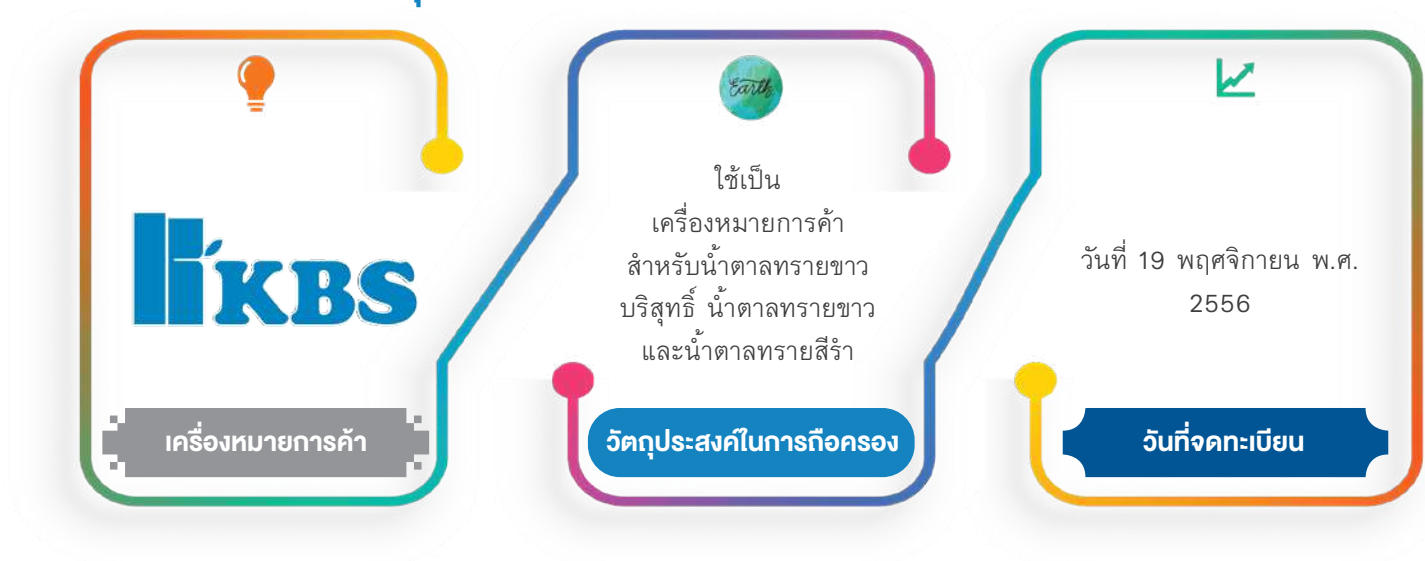 Earth
KBS
ใช้เป็น
เครื่องหมายการค้า
สำหรับน้ำตาลทรายขาว
บริสุทธิ์ น้ำตาลทรายขาว
และน้ำตาลทรายสีรำ
วันที่ 19 พฤศจิกายน พ.ศ.
2556
เครื่องหมายการค้า
วัตถุประสงค์ในการถือครอง
วันที่จดทะเบียน